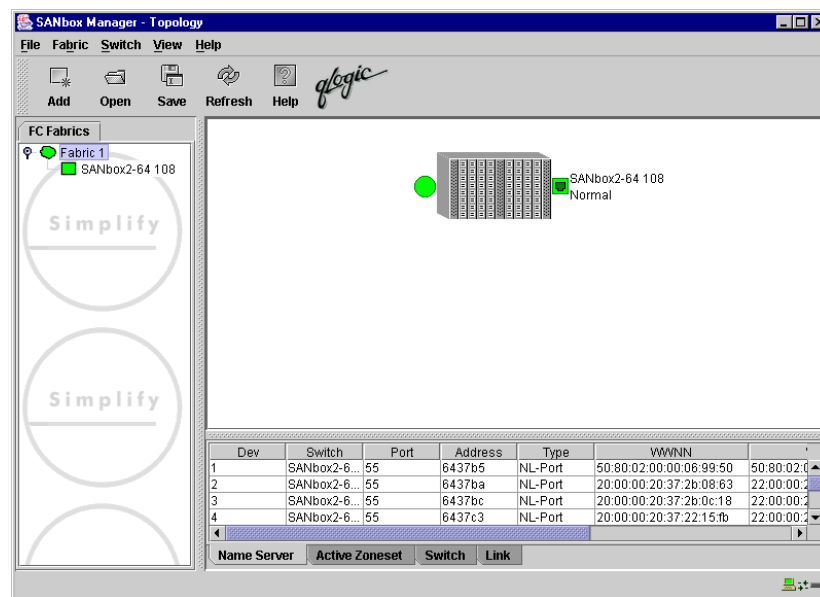 SANbox Manager - Topology
File Fabric Switch View Help
Add Open Save Refresh Help qlogic
FC Fabrics
Fabric 1
SANbox2-64 108
Simplify
Simplify
SANbox2-64 108
Normal
Dev Switch Port Address Type WWNN
1 SANbox2-6... 55 6437b5 NL-Port 50:80:02:00:00:06:99:50 50:80:02:0
2 SANbox2-6... 55 6437ba NL-Port 20:00:00:20:37:2b:08:63 22:00:00:2
3 SANbox2-6... 55 6437bc NL-Port 20:00:00:20:37:2b:0c:18 22:00:00:2
4 SANbox2-6... 55 6437c3 NL-Port 20:00:00:20:37:22:15:fb 22:00:00:2
Name Server Active Zoneset Switch Link